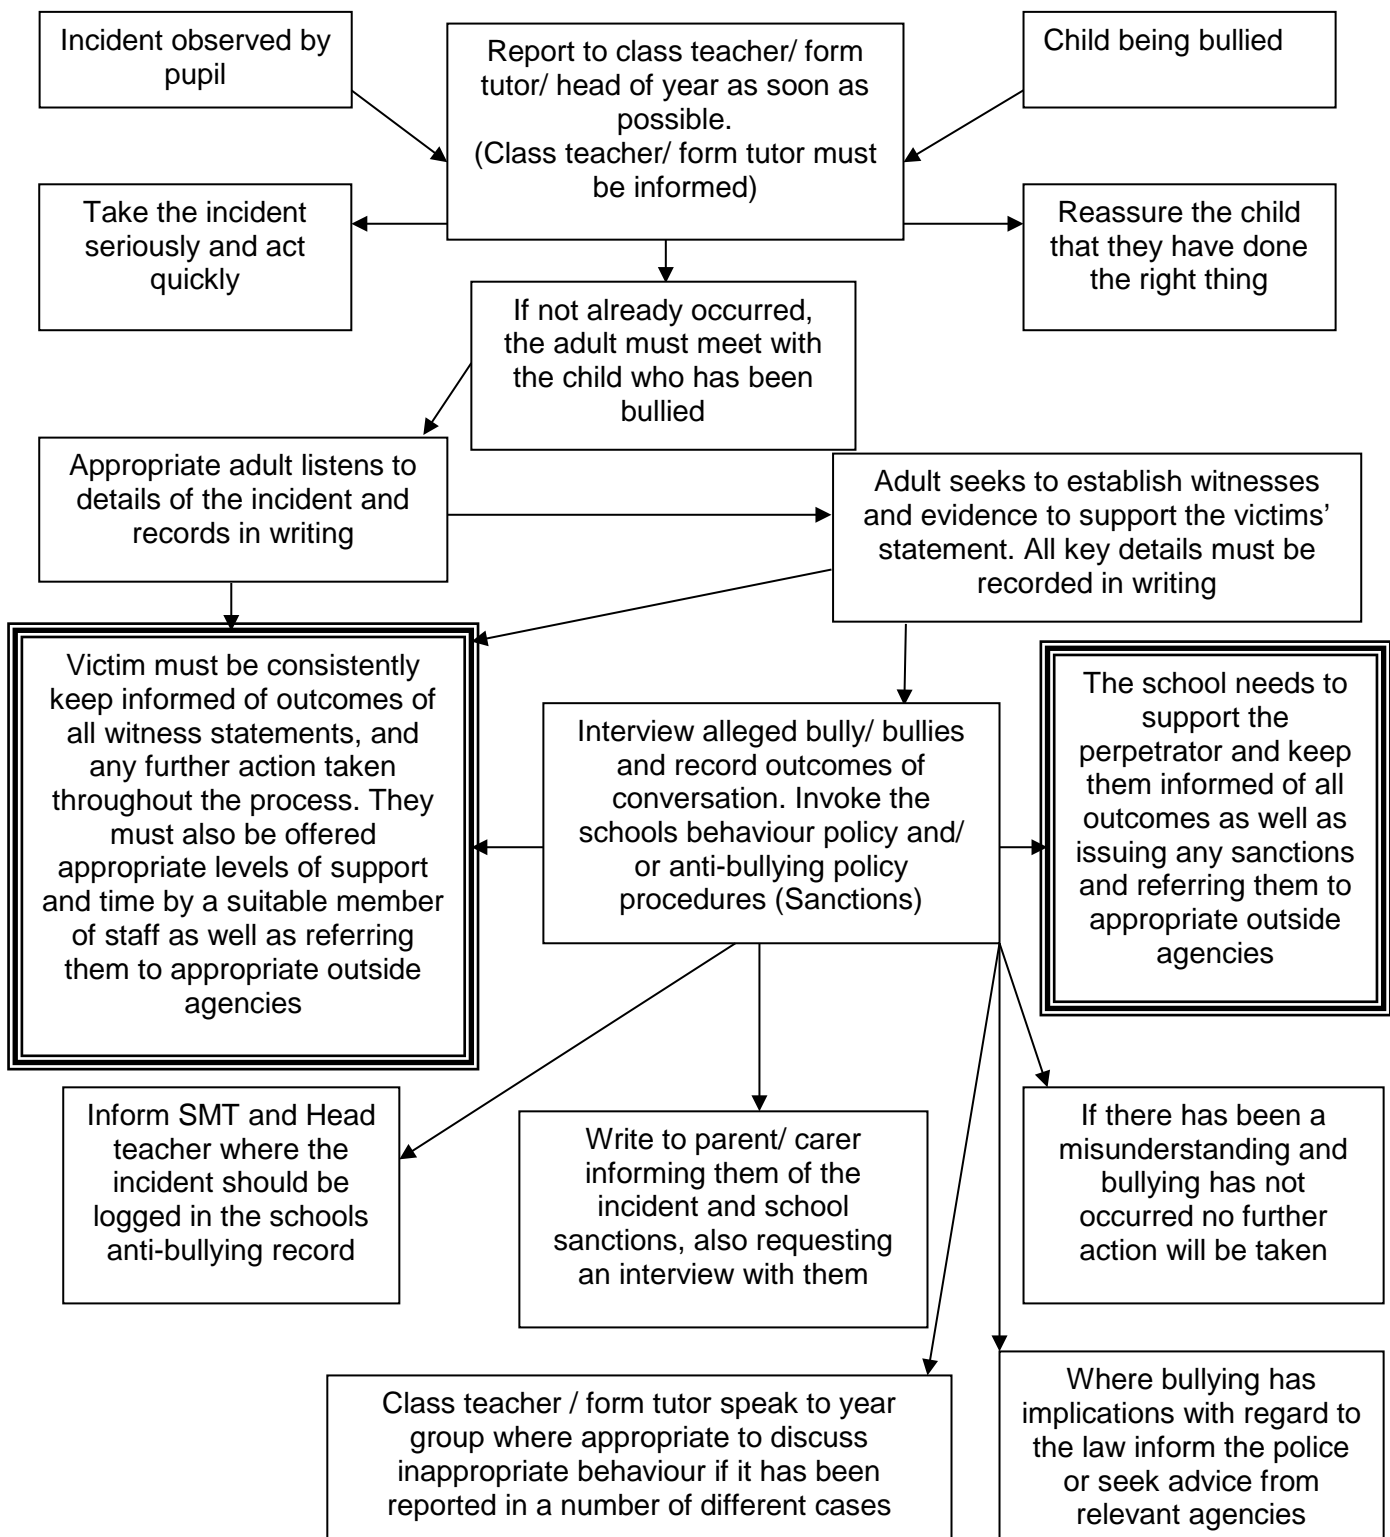 Incident observed by
pupil
Report to class teacher/ form
tutor/ head of year as soon as
possible.
(Class teacher/ form tutor must
be informed)
Child being bullied
Take the incident
seriously and act
quickly
Reassure the child
that they have done
the right thing
If not already occurred,
the adult must meet with
the child who has been
bullied
Appropriate adult listens to
details of the incident and
records in writing
Adult seeks to establish witnesses
and evidence to support the victims’
statement. All key details must be
recorded in writing
Victim must be consistently
keep informed of outcomes of
all witness statements, and
any further action taken
throughout the process. They
must also be offered
appropriate levels of support
and time by a suitable member
of staff as well as referring
them to appropriate outside
agencies
Interview alleged bully/ bullies
and record outcomes of
conversation. Invoke the
schools behaviour policy and/
or anti-bullying policy
procedures (Sanctions)
The school needs to
support the
perpetrator and keep
them informed of all
outcomes as well as
issuing any sanctions
and referring them to
appropriate outside
agencies
Inform SMT and Head
teacher where the
incident should be
logged in the schools
anti-bullying record
Write to parent/ carer
informing them of the
incident and school
sanctions, also requesting
an interview with them
If there has been a
misunderstanding and
bullying has not
occurred no further
action will be taken
Class teacher / form tutor speak to year
group where appropriate to discuss
inappropriate behaviour if it has been
reported in a number of different cases
Where bullying has
implications with regard to
the law inform the police
or seek advice from
relevant agencies